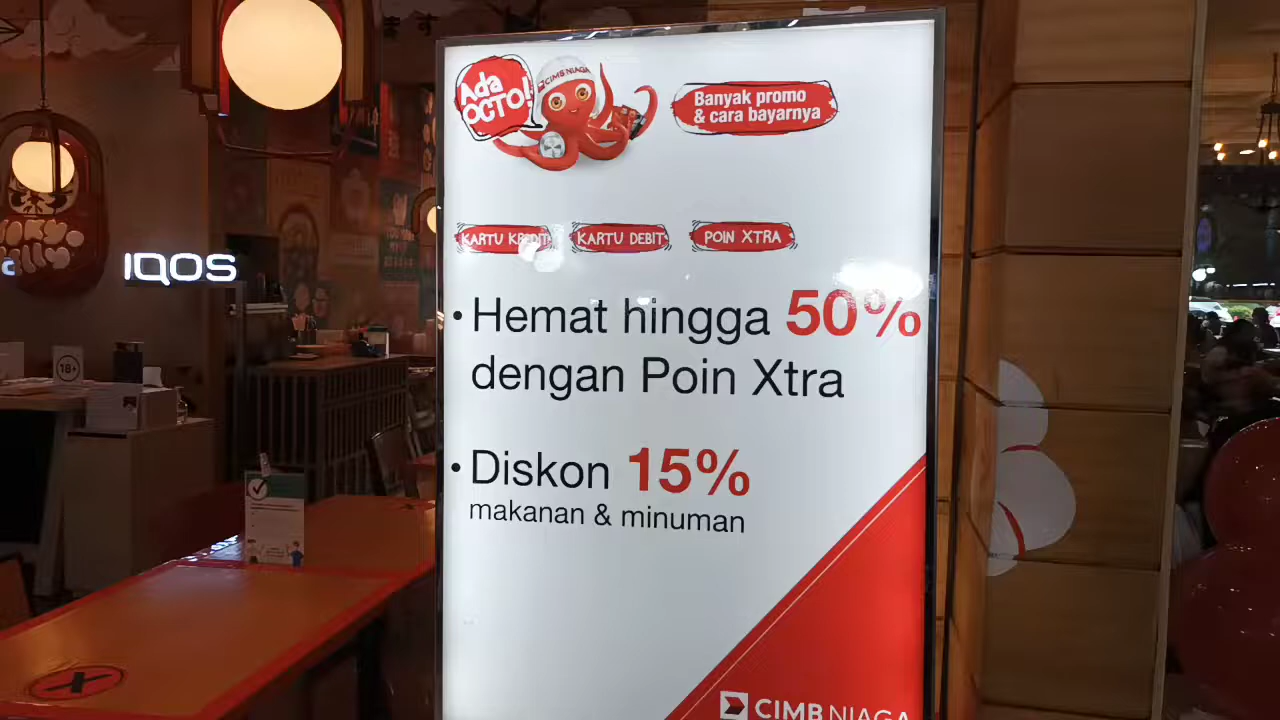 Ada
OCTO!
CIMB NIAGA
Banyak promo
& cara bayarnya
KARTU KREDIT
KARTU DEBIT
POIN XTRA
• Hemat hingga 50%
dengan Poin Xtra
• Diskon 15%
makanan & minuman
CIMB NIAGA
IQOS
18+